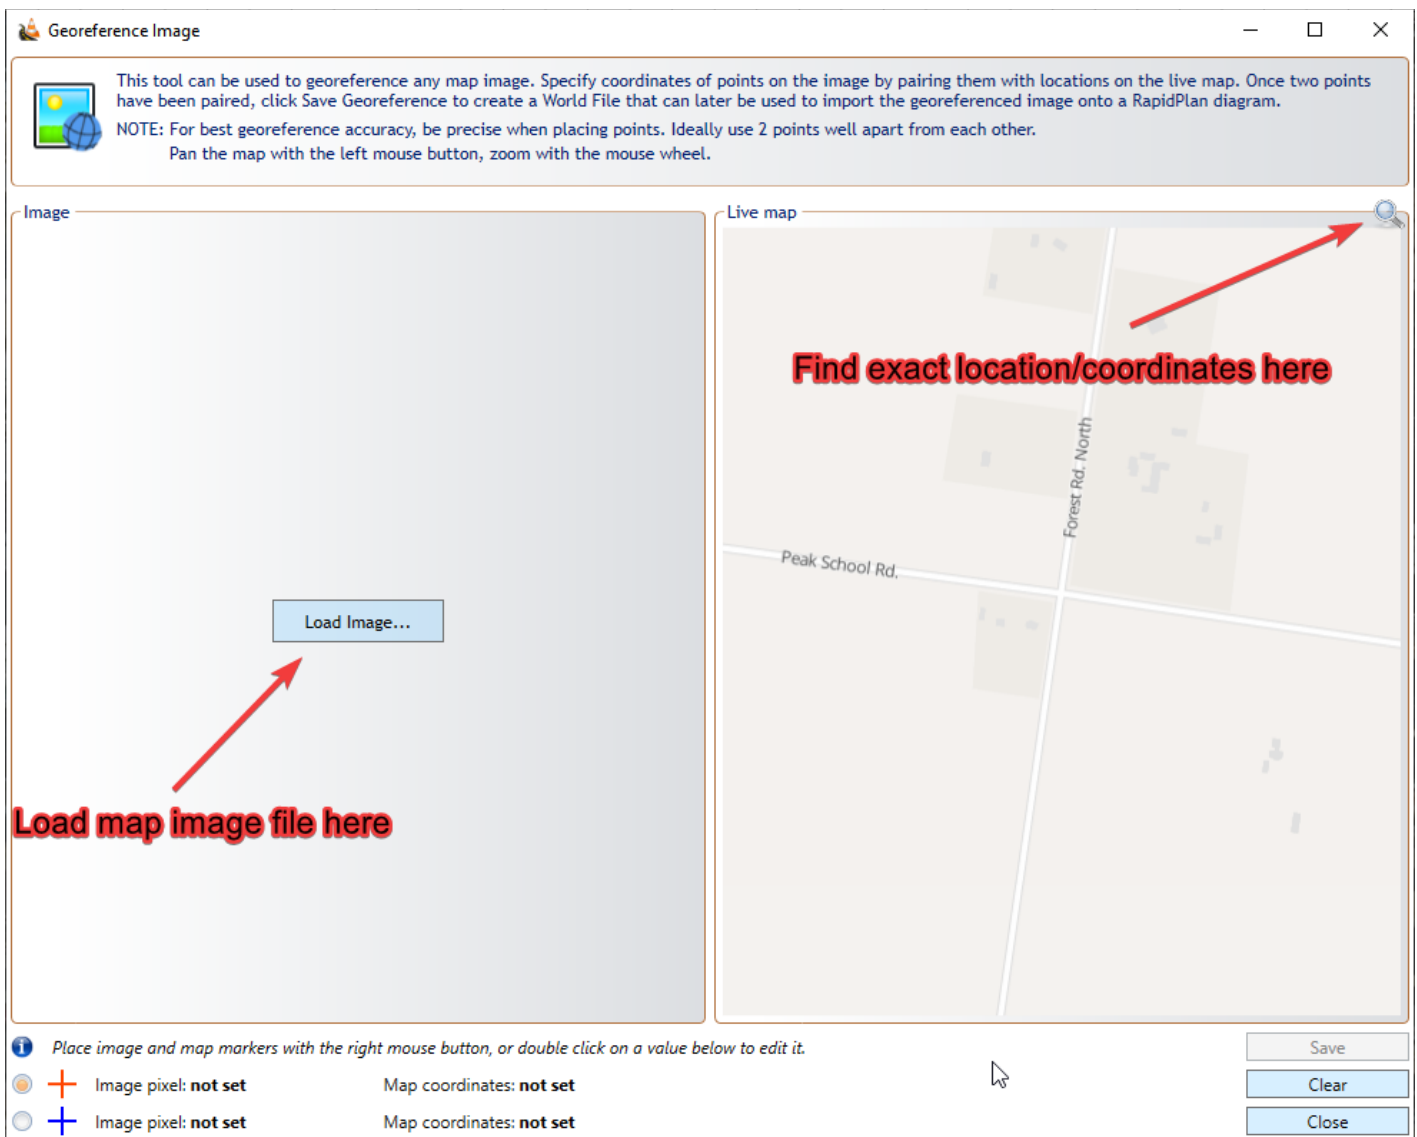 Georeference Image
This tool can be used to georeference any map image. Specify coordinates of points on the image by pairing them with locations on the live map. Once two points
have been paired, click Save Georeference to create a World File that can later be used to import the georeferenced image onto a RapidPlan diagram.
NOTE: For best georeference accuracy, be precise when placing points. Ideally use 2 points well apart from each other.
Pan the map with the left mouse button, zoom with the mouse wheel.
Image
Load Image...
Load map image file here
Live map
Find exact location/coordinates here
Forest Rd. North
Peak School Rd.
Place image and map markers with the right mouse button, or double click on a value below to edit it.
Image pixel: not set Map coordinates: not set
Image pixel: not set Map coordinates: not set
Save
Clear
Close